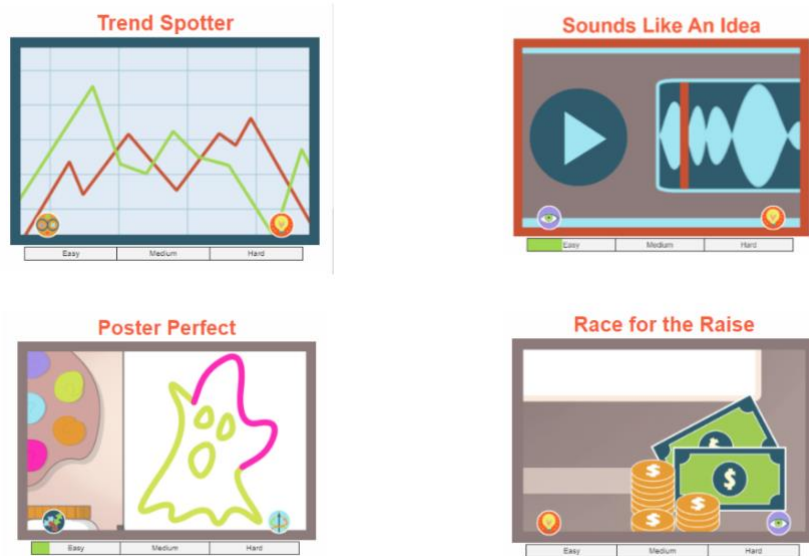 Trend Spotter
Easy Medium Hard
Sounds Like An Idea
Easy Medium Hard
Poster Perfect
Easy Medium Hard
Race for the Raise
$
$ $
$ $
Easy Medium Hard